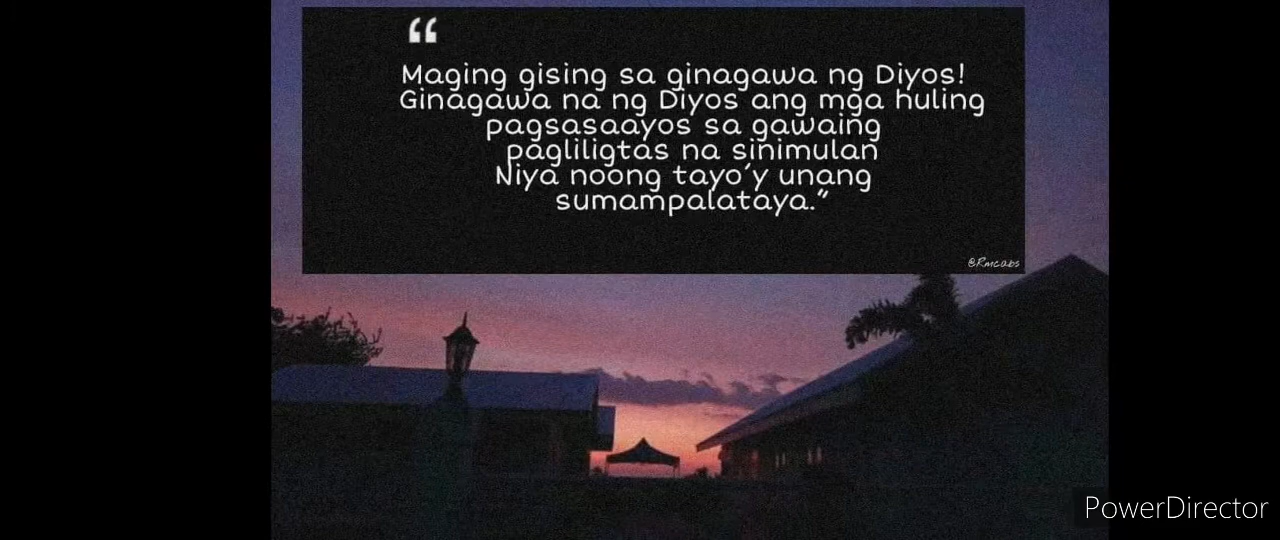 “
Maging gising sa ginagawa ng Diyos!
Ginagawa na ng Diyos ang mga huling
pagsasaayos sa gawaing
pagliligtas na sinimulan
Niya noong tayo’y unang
sumampalataya.”
@Rmcabs
PowerDirector